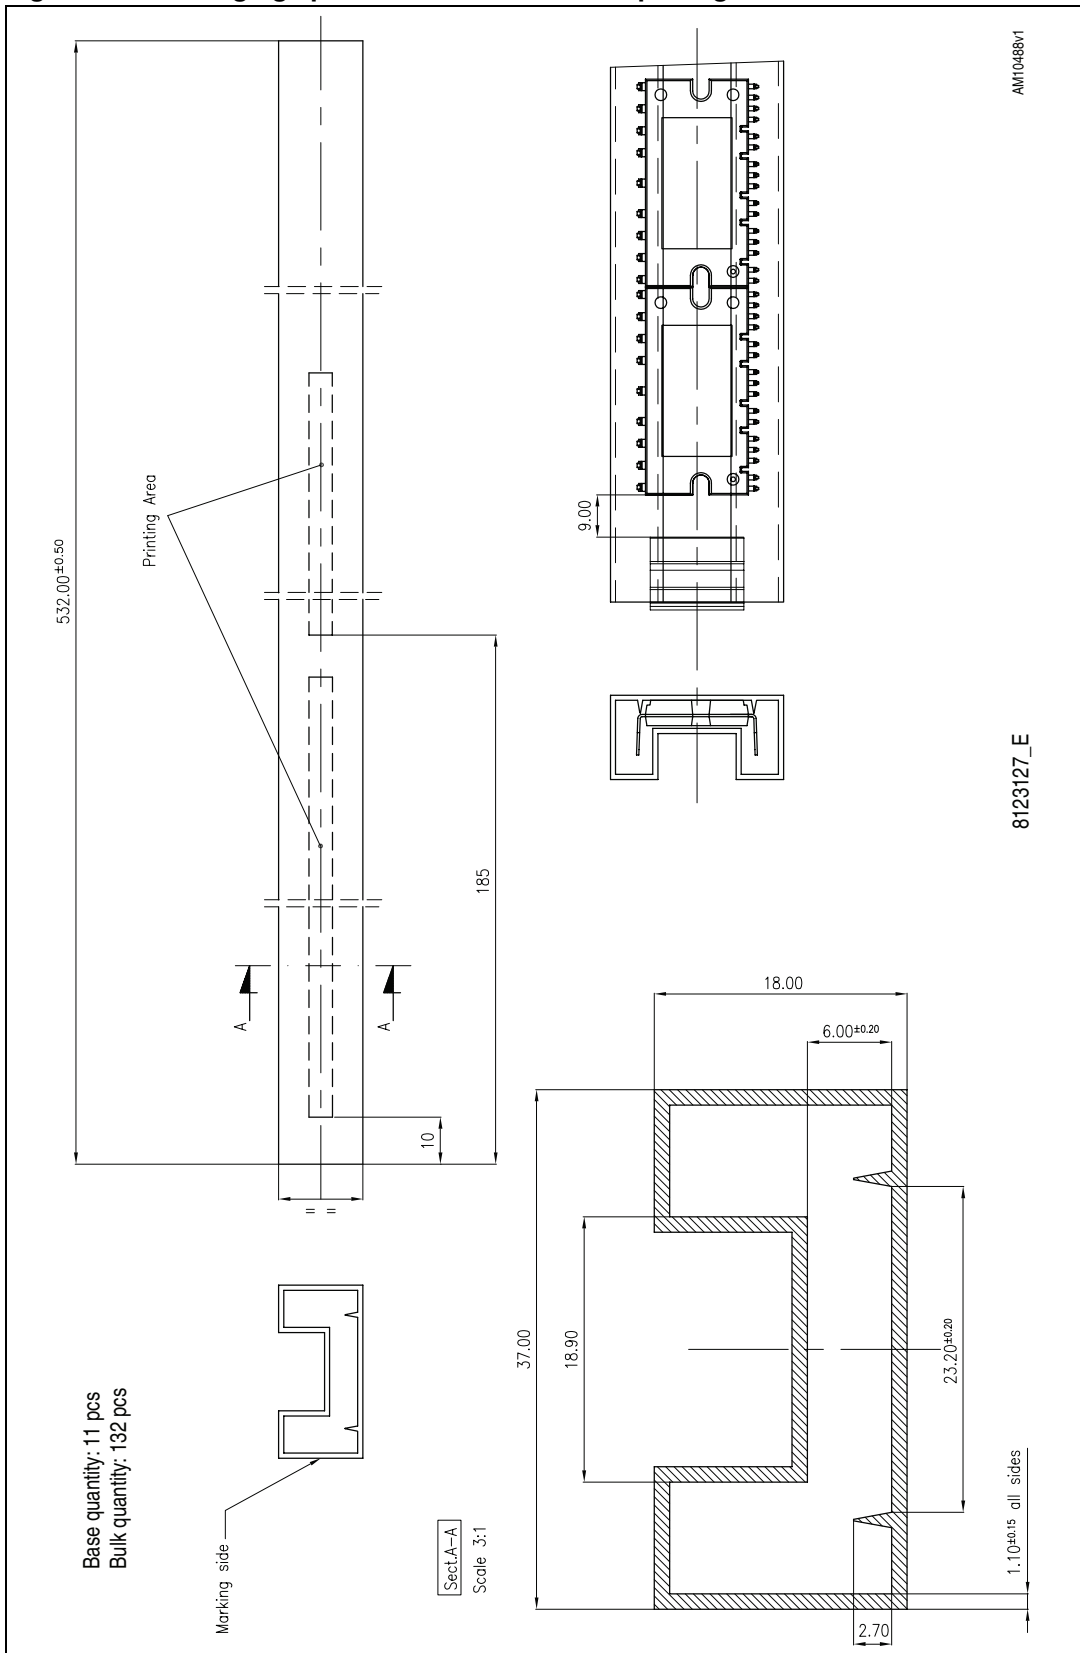 AM10488v1
532.00±0.50
Printing Area
9.00
185
8123127_E
A
A
10
= =
18.00
6.00±0.20
37.00
18.90
23.20±0.20
Base quantity: 11 pcs
Bulk quantity: 132 pcs
Marking side
Sect.A-A
Scale 3:1
1.10±0.15 all sides
2.70